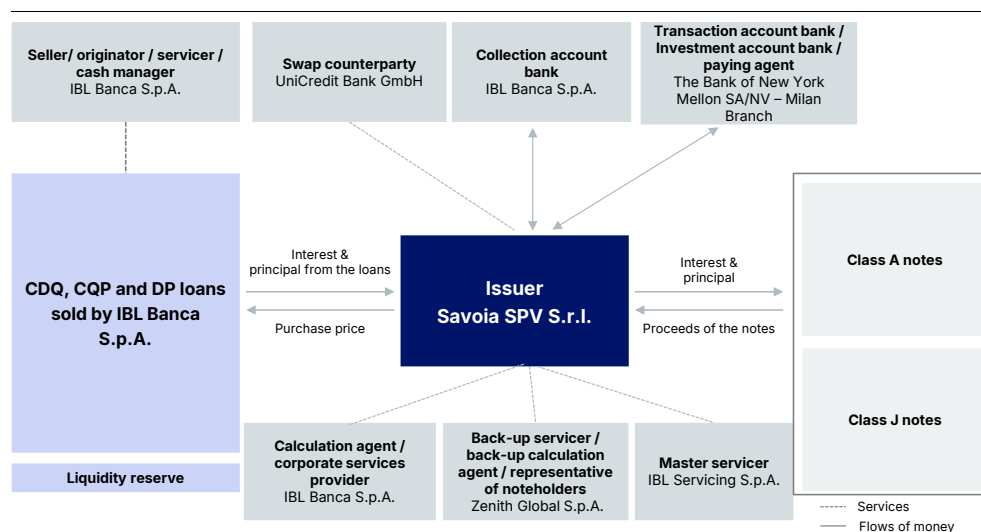 Seller/ originator / servicer /
cash manager
IBL Banca S.p.A.
Swap counterparty
UniCredit Bank GmbH
Collection account
bank
IBL Banca S.p.A.
Transaction account bank /
Investment account bank /
paying agent
The Bank of New York
Mellon SA/NV – Milan
Branch
CDQ, CQP and DP loans
sold by IBL Banca
S.p.A.
Interest &
principal from the loans
Purchase price
Issuer
Savoia SPV S.r.l.
Interest &
principal
Proceeds of the notes
Class A notes
Class J notes
Liquidity reserve
Calculation agent /
corporate services
provider
IBL Banca S.p.A.
Back-up servicer /
back-up calculation
agent / representative
of noteholders
Zenith Global S.p.A.
Master servicer
IBL Servicing S.p.A.
Services
Flows of money